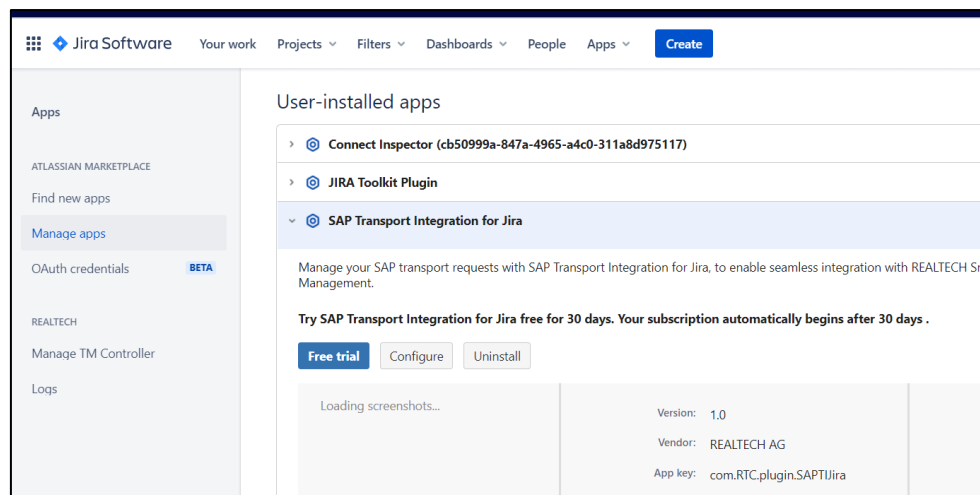 Jira Software Your work Projects Filters Dashboards People Apps Create
Apps
ATLASSIAN MARKETPLACE
Find new apps
Manage apps
OAuth credentials BETA
REALTECH
Manage TM Controller
Logs
User-installed apps
Connect Inspector (cb50999a-847a-4965-a4c0-311a8d975117)
JIRA Toolkit Plugin
SAP Transport Integration for Jira
Manage your SAP transport requests with SAP Transport Integration for Jira, to enable seamless integration with REALTECH
Management.
Try SAP Transport Integration for Jira free for 30 days. Your subscription automatically begins after 30 days .
Free trial Configure Uninstall
Loading screenshots...
Version: 1.0
Vendor: REALTECH AG
App key: com.RTC.plugin.SAPTIJira